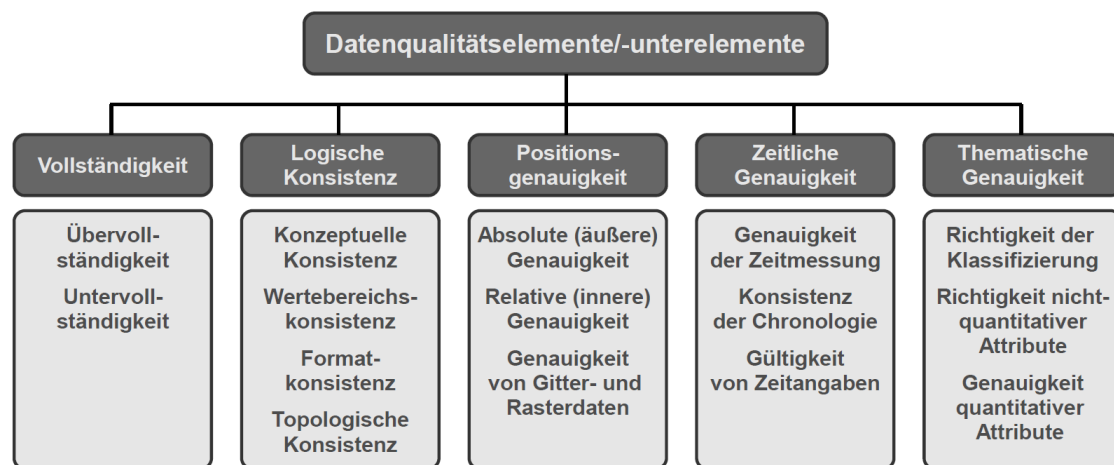 Datenqualitätselemente/-unterelemente
Vollständigkeit
Logische
Konsistenz
Positions-
genauigkeit
Zeitliche
Genauigkeit
Thematische
Genauigkeit
Übervoll-
ständigkeit
Untervoll-
ständigkeit
Konzeptuelle
Konsistenz
Wertebereichs-
konsistenz
Format-
konsistenz
Topologische
Konsistenz
Absolute (äußere)
Genauigkeit
Relative (innere)
Genauigkeit
Genauigkeit
von Gitter- und
Rasterdaten
Genauigkeit
der Zeitmessung
Konsistenz
der Chronologie
Gültigkeit
von Zeitangaben
Richtigkeit der
Klassifizierung
Richtigkeit nicht-
quantitativer
Attribute
Genauigkeit
quantitativer
Attribute